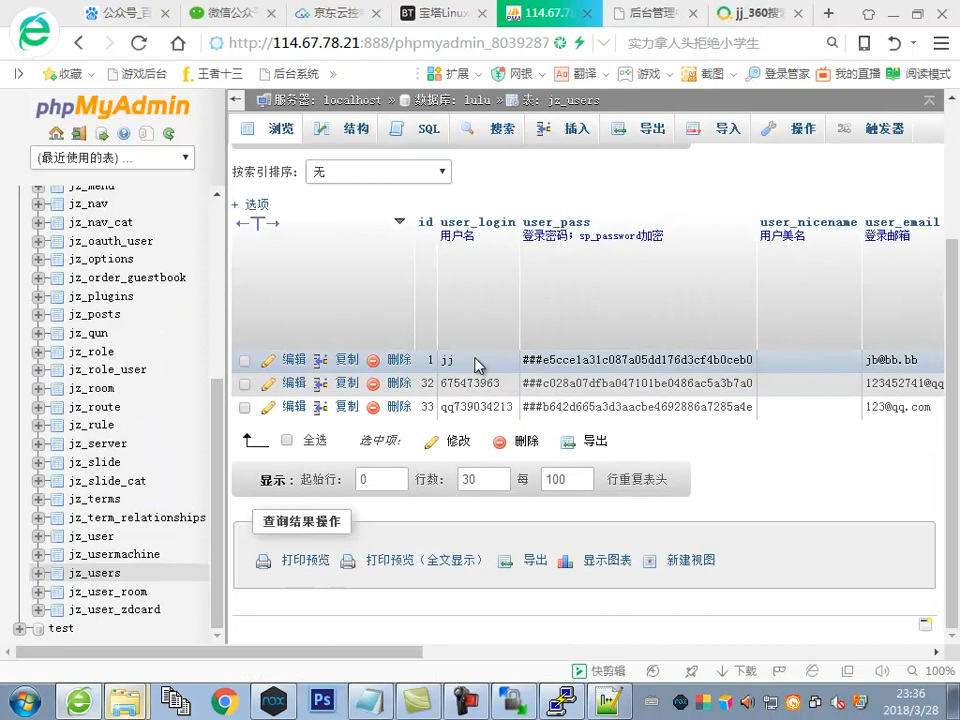 公众号_百
微信公众
京东云控
BT 宝塔Linux
114.67.78
后台管理
jj_360搜
http://114.67.78.21:888/phpmyadmin_8039287
实力拿人头拒绝小学生
收藏 游戏后台 王者十三 后台系统 » 扩展 网银 翻译 游戏 截图 登录管家 我的直播 阅读模式
phpMyAdmin
(最近使用的表) ...
jz_menu
jz_nav
jz_nav_cat
jz_oauth_user
jz_options
jz_order_guestbook
jz_plugins
jz_posts
jz_qun
jz_role
jz_role_user
jz_room
jz_route
jz_rule
jz_server
jz_slide
jz_slide_cat
jz_terms
jz_term_relationships
jz_user
jz_usermachine
jz_users
jz_user_room
jz_user_zdcard
test
服务器: localhost » 数据库: lulu » 表: jz_users
浏览 结构 SQL 搜索 插入 导出 导入 操作 触发器
按索引排序: 无
+ 选项
id user_login user_pass user_nicename user_email
用户名 登录密码；sp_password加密 用户美名 登录邮箱
编辑 复制 删除 1 jj ###e5cce1a31c087a05dd176d3cf4b0ceb0 jb@bb.bb
编辑 复制 删除 32 675473963 ###c028a07dfba047101be0486ac5a3b7a0 123452741@qq
编辑 复制 删除 33 qq739034213 ###b642d665a3d3aacbe4692886a7285a4e 123@qq.com
全选 选中项: 修改 删除 导出
显示: 起始行: 0 行数: 30 每 100 行重复表头
查询结果操作
打印预览 打印预览（全文显示） 导出 显示图表 新建视图
快剪辑 下载 100%
23:36
2018/3/28